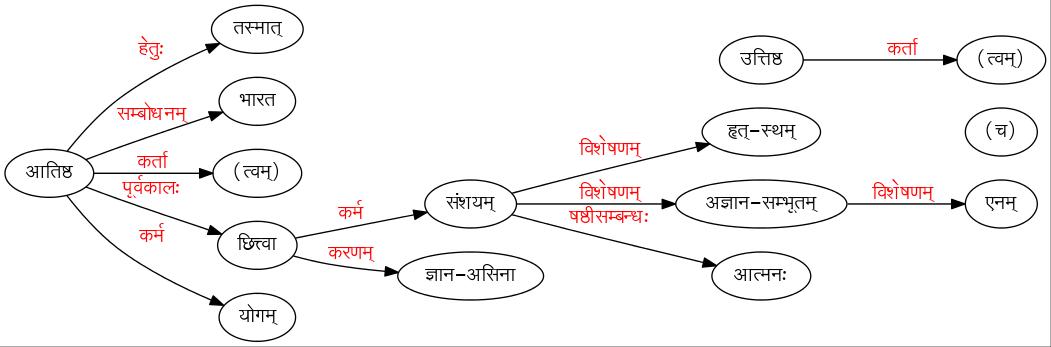 तस्मात्
हेतुः
उत्तिष्ठ कर्ता (त्वम्)
भारत
सम्बोधनम्
हृत्-स्थम् (च)
विशेषणम्
आतिष्ठ कर्ता (त्वम्)
पूर्वकालः
संशयम् विशेषणम् अज्ञान-सम्भूतम् विशेषणम् एनम्
कर्म
षष्ठीसम्बन्धः
कर्म
छित्त्वा
करणम्
ज्ञान-असिना
आत्मनः
योगम्